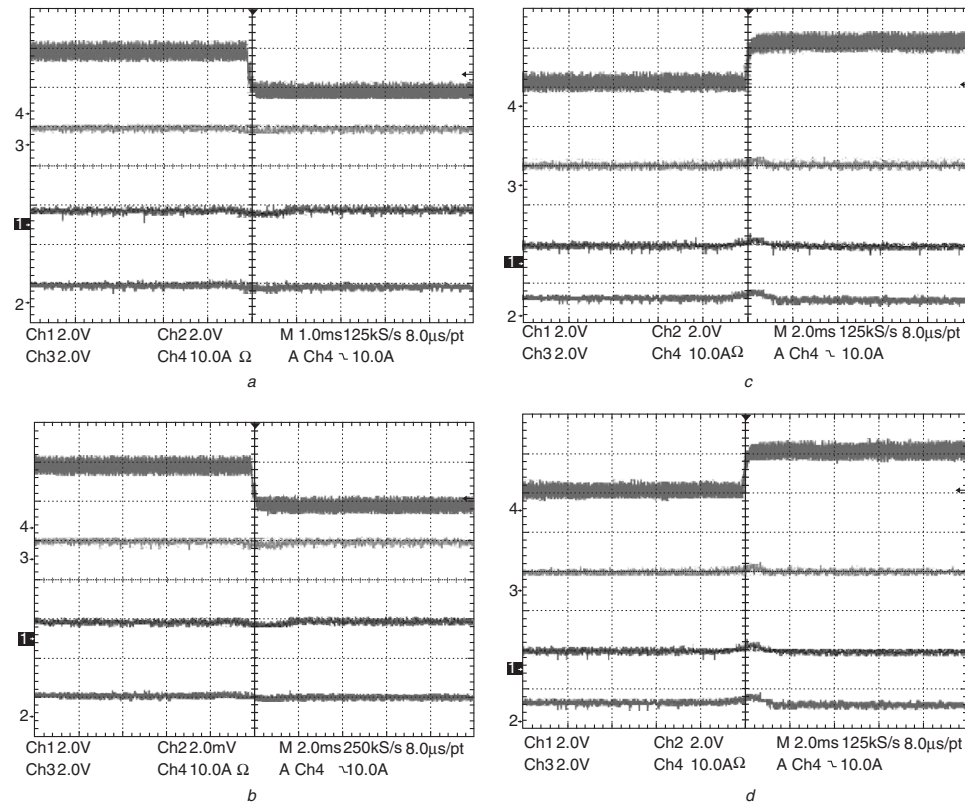 4
3
1
2
Ch1 2.0V Ch2 2.0V M 1.0ms 125kS/s 8.0μs/pt
Ch3 2.0V Ch4 10.0A Ω A Ch4 ⤵ 10.0A
a
4
3
1
2
Ch1 2.0V Ch2 2.0mV M 2.0ms 250kS/s 8.0μs/pt
Ch3 2.0V Ch4 10.0A Ω A Ch4 ⤵ 10.0A
b
4
3
1
2
Ch1 2.0V Ch2 2.0V M 2.0ms 125kS/s 8.0μs/pt
Ch3 2.0V Ch4 10.0AΩ A Ch4 ⤵ 10.0A
c
4
3
1
2
Ch1 2.0V Ch2 2.0V M 2.0ms 125kS/s 8.0μs/pt
Ch3 2.0V Ch4 10.0AΩ A Ch4 ⤵ 10.0A
d